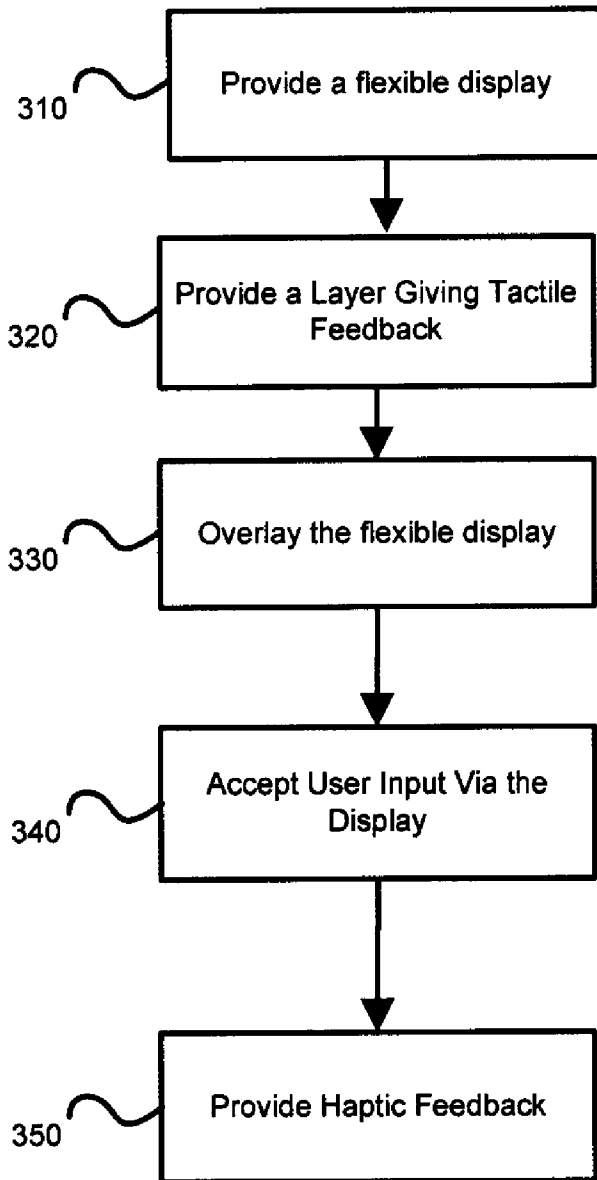 Provide a flexible display
310
Provide a Layer Giving Tactile
Feedback
320
Overlay the flexible display
330
Accept User Input Via the
Display
340
Provide Haptic Feedback
350